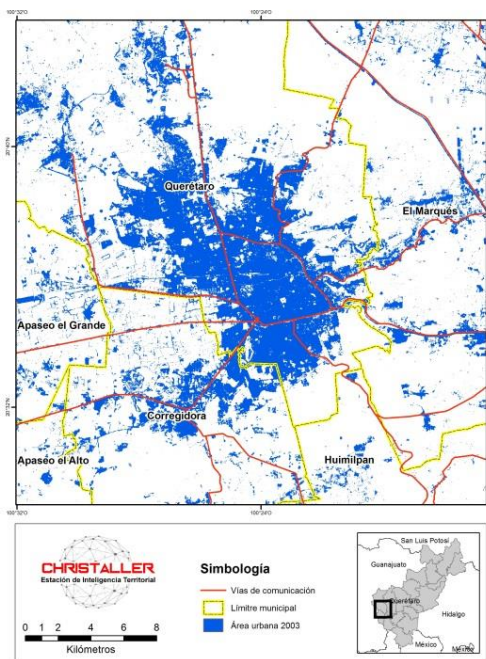 100°32'O
100°24'O
20°40'N
Querétaro
El Marqués
Apaseo el Grande
20°32'N
Corregidora
Apaseo el Alto
Huimilpan
100°32'O
100°24'O
CHRISTALLER
Estación de Inteligencia Territorial
0 1 2 4 6 8
Kilómetros
Simbología
Vías de comunicación
Límitre municipal
Área urbana 2003
San Luis Potosí
Guanajuato
Querétaro
Hidalgo
México
México